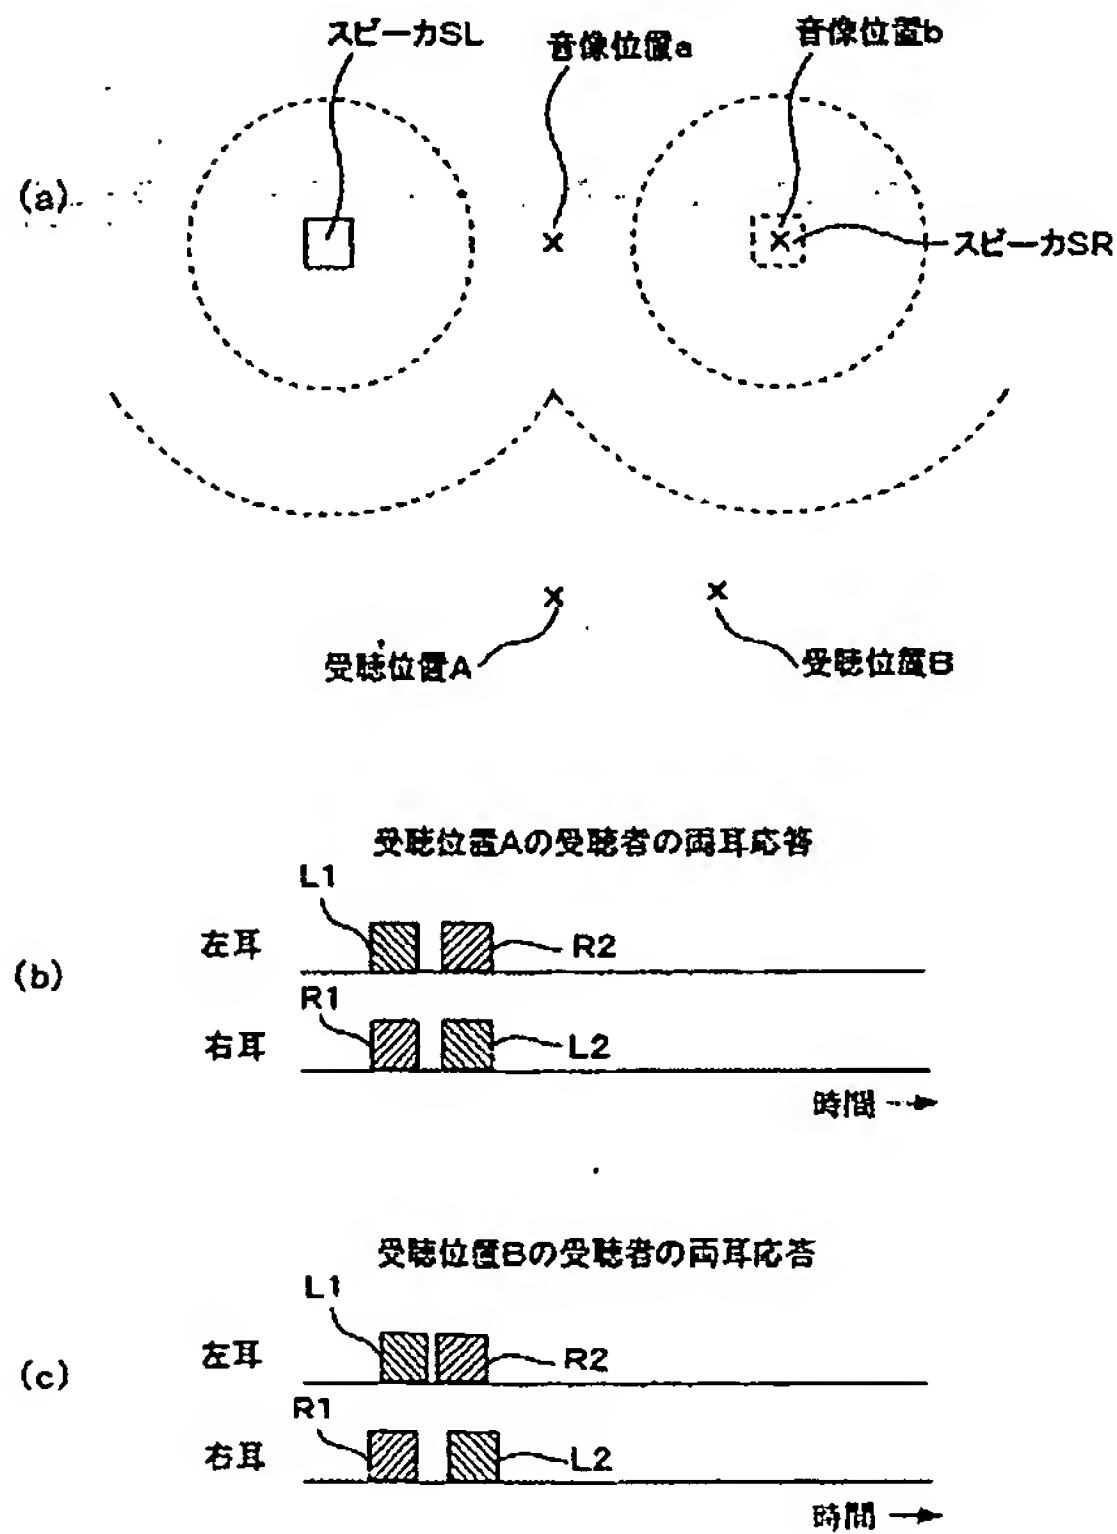 スピーカSL
音像位置a
音像位置b
(a)
スピーカSR
受聴位置A
受聴位置B
受聴位置Aの受聴者の両耳応答
L1
左耳
R2
(b)
R1
右耳
L2
時間
受聴位置Bの受聴者の両耳応答
L1
左耳
R2
(c)
R1
右耳
L2
時間